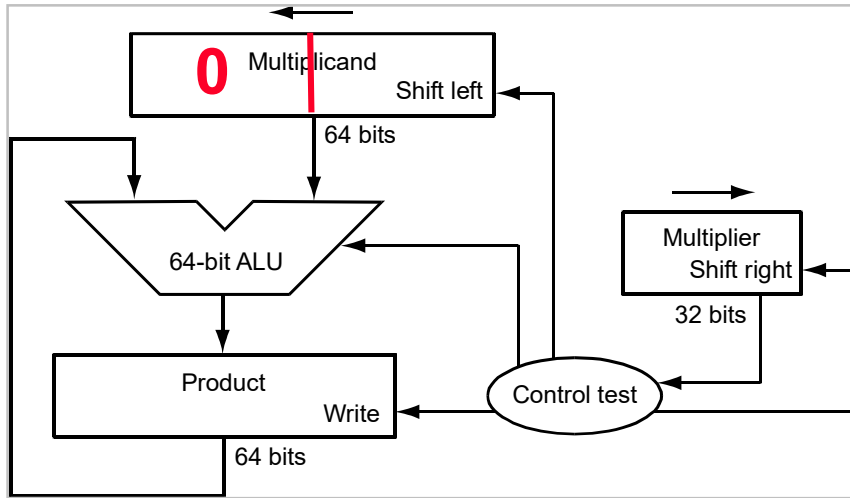 0
Multiplicand
Shift left
64 bits
64-bit ALU
Multiplier
Shift right
32 bits
Product
Write
Control test
64 bits